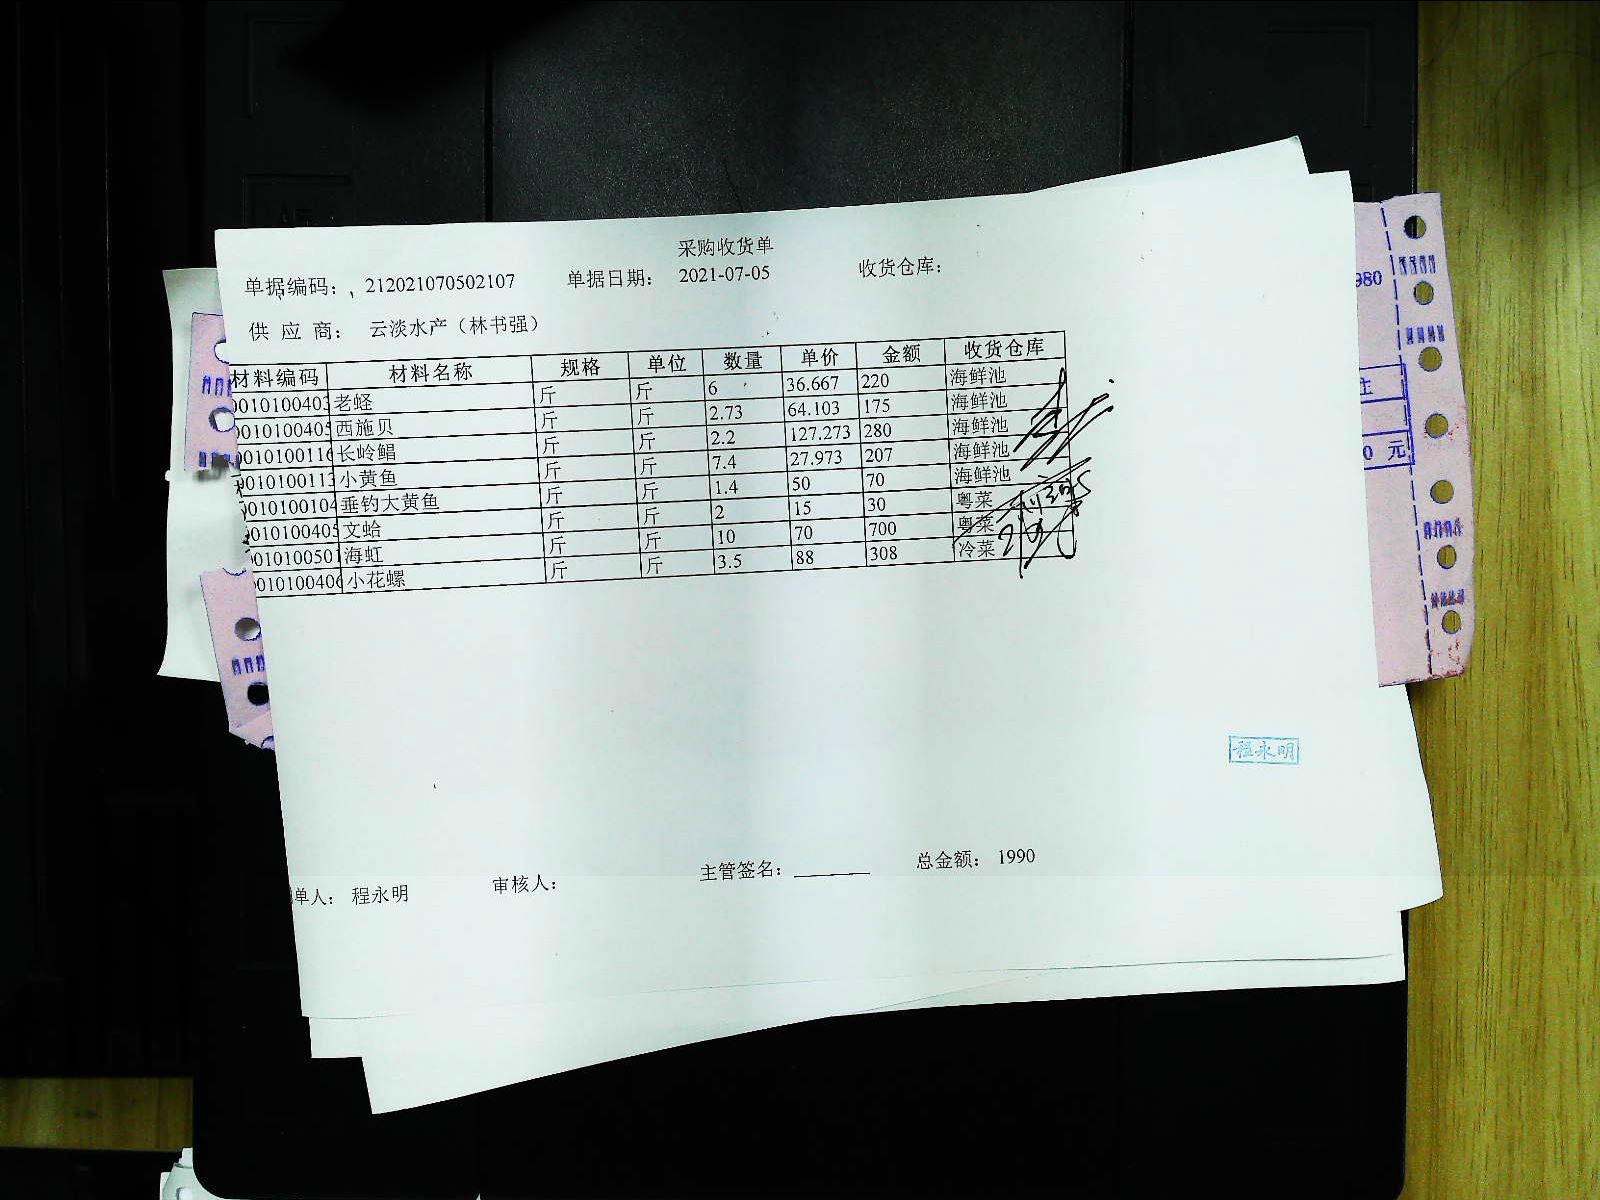 采购收货单
单据编码: 212021070502107 单据日期: 2021-07-05 收货仓库:
供应商: 云淡水产（林书强）
材料编码 材料名称 规格 单位 数量 单价 金额 收货仓库
0010100403 老蛏 斤 斤 6 36.667 220 海鲜池
0010100405 西施贝 斤 斤 2.73 64.103 175 海鲜池
0010100116 长岭鲳 斤 斤 2.2 127.273 280 海鲜池
0010100113 小黄鱼 斤 斤 7.4 27.973 207 海鲜池
0010100104 垂钓大黄鱼 斤 斤 1.4 50 70 海鲜池
0010100405 文蛤 斤 斤 2 15 30 粤菜
0010100501 海虹 斤 斤 10 70 700 粤菜
0010100406 小花螺 斤 斤 3.5 88 308 冷菜
程永明
单人: 程永明 审核人: 主管签名: 总金额: 1990
980
元